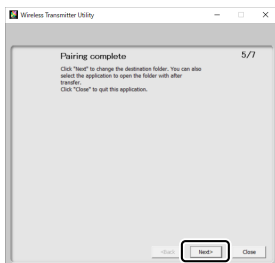 Wireless Transmitter Utility
Pairing complete 5/7
Click "Next" to change the destination folder. You can also
select the application to open the folder with after
transfer.
Click "Close" to quit this application.
<Back Next> Close